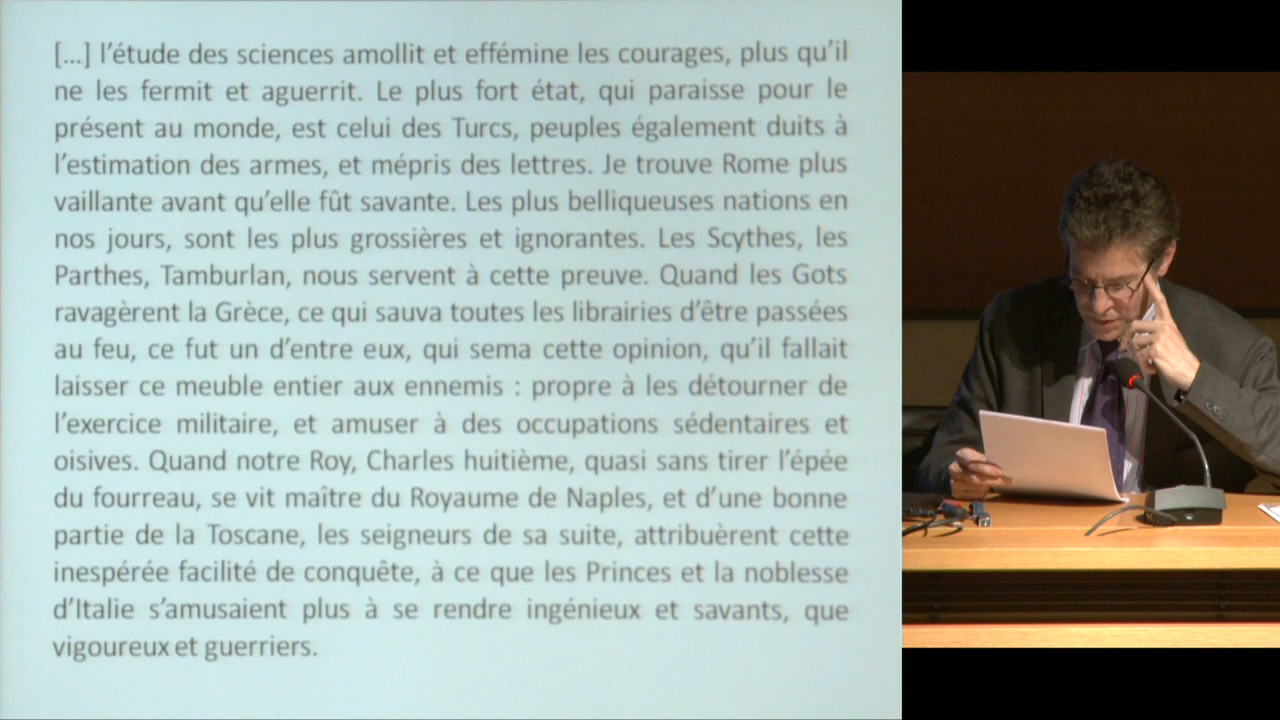 [...] l’étude des sciences amollit et effémine les courages, plus qu’il
ne les fermit et aguerrit. Le plus fort état, qui paraisse pour le
présent au monde, est celui des Turcs, peuples également duits à
l’estimation des armes, et mépris des lettres. Je trouve Rome plus
vaillante avant qu’elle fût savante. Les plus belliqueuses nations en
nos jours, sont les plus grossières et ignorantes. Les Scythes, les
Parthes, Tamburlan, nous servent à cette preuve. Quand les Gots
ravagèrent la Grèce, ce qui sauva toutes les librairies d’être passées
au feu, ce fut un d’entre eux, qui sema cette opinion, qu’il fallait
laisser ce meuble entier aux ennemis : propre à les détourner de
l’exercice militaire, et amuser à des occupations sédentaires et
oisives. Quand notre Roy, Charles huitième, quasi sans tirer l’épée
du fourreau, se vit maître du Royaume de Naples, et d’une bonne
partie de la Toscane, les seigneurs de sa suite, attribuèrent cette
inespérée facilité de conquête, à ce que les Princes et la noblesse
d’Italie s’amusaient plus à se rendre ingénieux et savants, que
vigoureux et guerriers.